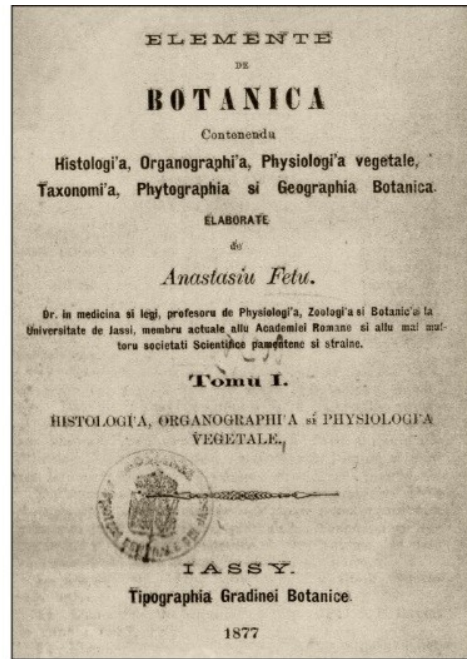 ELEMENTE
DE
BOTANICA
Contenendu
Histologi'a, Organographi'a, Physiologi'a vegetale,
Taxonomi'a, Phytographia si Geographia Botanica.
ELABORATE
de
Anastasiu Fetu.
Dr. in medicina si legi, profesoru de Physiologi'a, Zoologi'a si Botanic'a la
Universitate de Jassi, membru actuale allu Academiei Romane si altu mai mul-
toru societati Scientifice pamentene si straine.
Tomu I.
HISTOLOGI'A, ORGANOGRAPHI'A si PHYSIOLOGI'A
VEGETALE.
IASSY.
Tipographia Gradinei Botanice.
1877